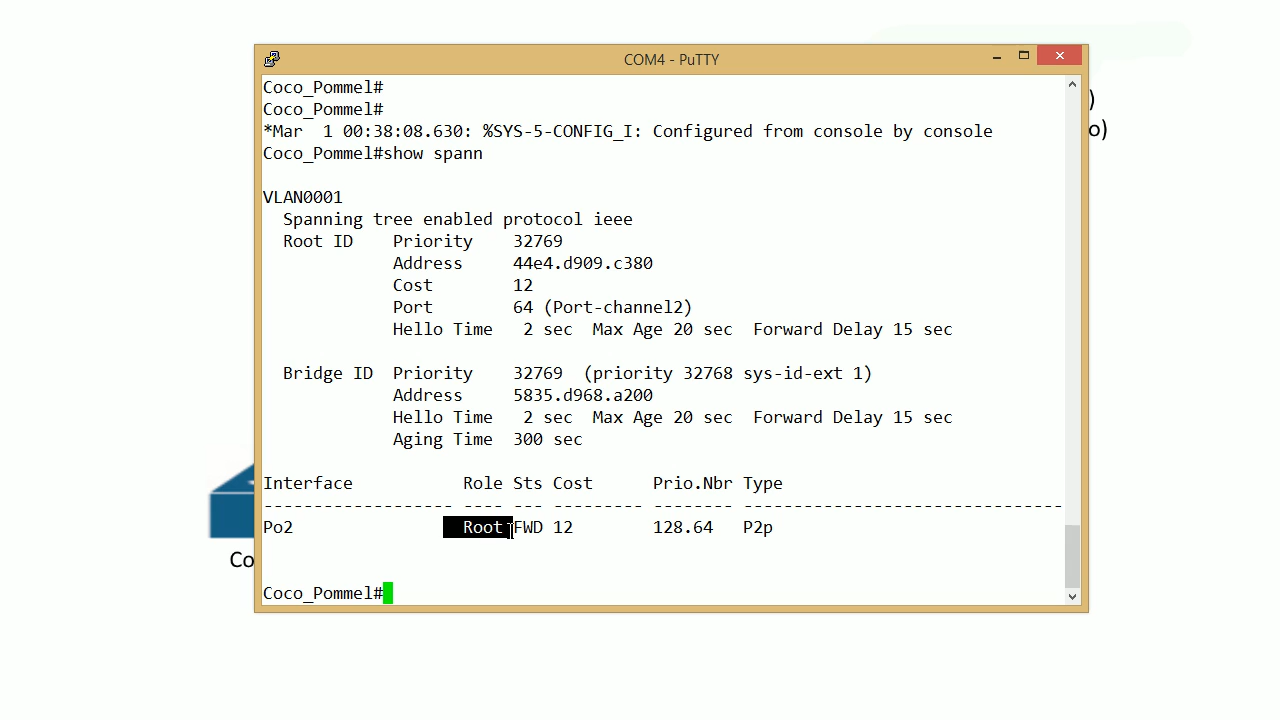 COM4 - PuTTY
Coco_Pommel#
Coco_Pommel#
*Mar  1 00:38:08.630: %SYS-5-CONFIG_I: Configured from console by console
Coco_Pommel#show spann
VLAN0001
  Spanning tree enabled protocol ieee
  Root ID    Priority    32769
             Address     44e4.d909.c380
             Cost        12
             Port        64 (Port-channel2)
             Hello Time   2 sec  Max Age 20 sec  Forward Delay 15 sec
  Bridge ID  Priority    32769  (priority 32768 sys-id-ext 1)
             Address     5835.d968.a200
             Hello Time   2 sec  Max Age 20 sec  Forward Delay 15 sec
             Aging Time  300 sec
Interface           Role Sts Cost      Prio.Nbr Type
------------------- ---- --- --------- -------- --------------------------------
Po2                 Root FWD 12        128.64   P2p
Coco_Pommel#
)
o)
Co